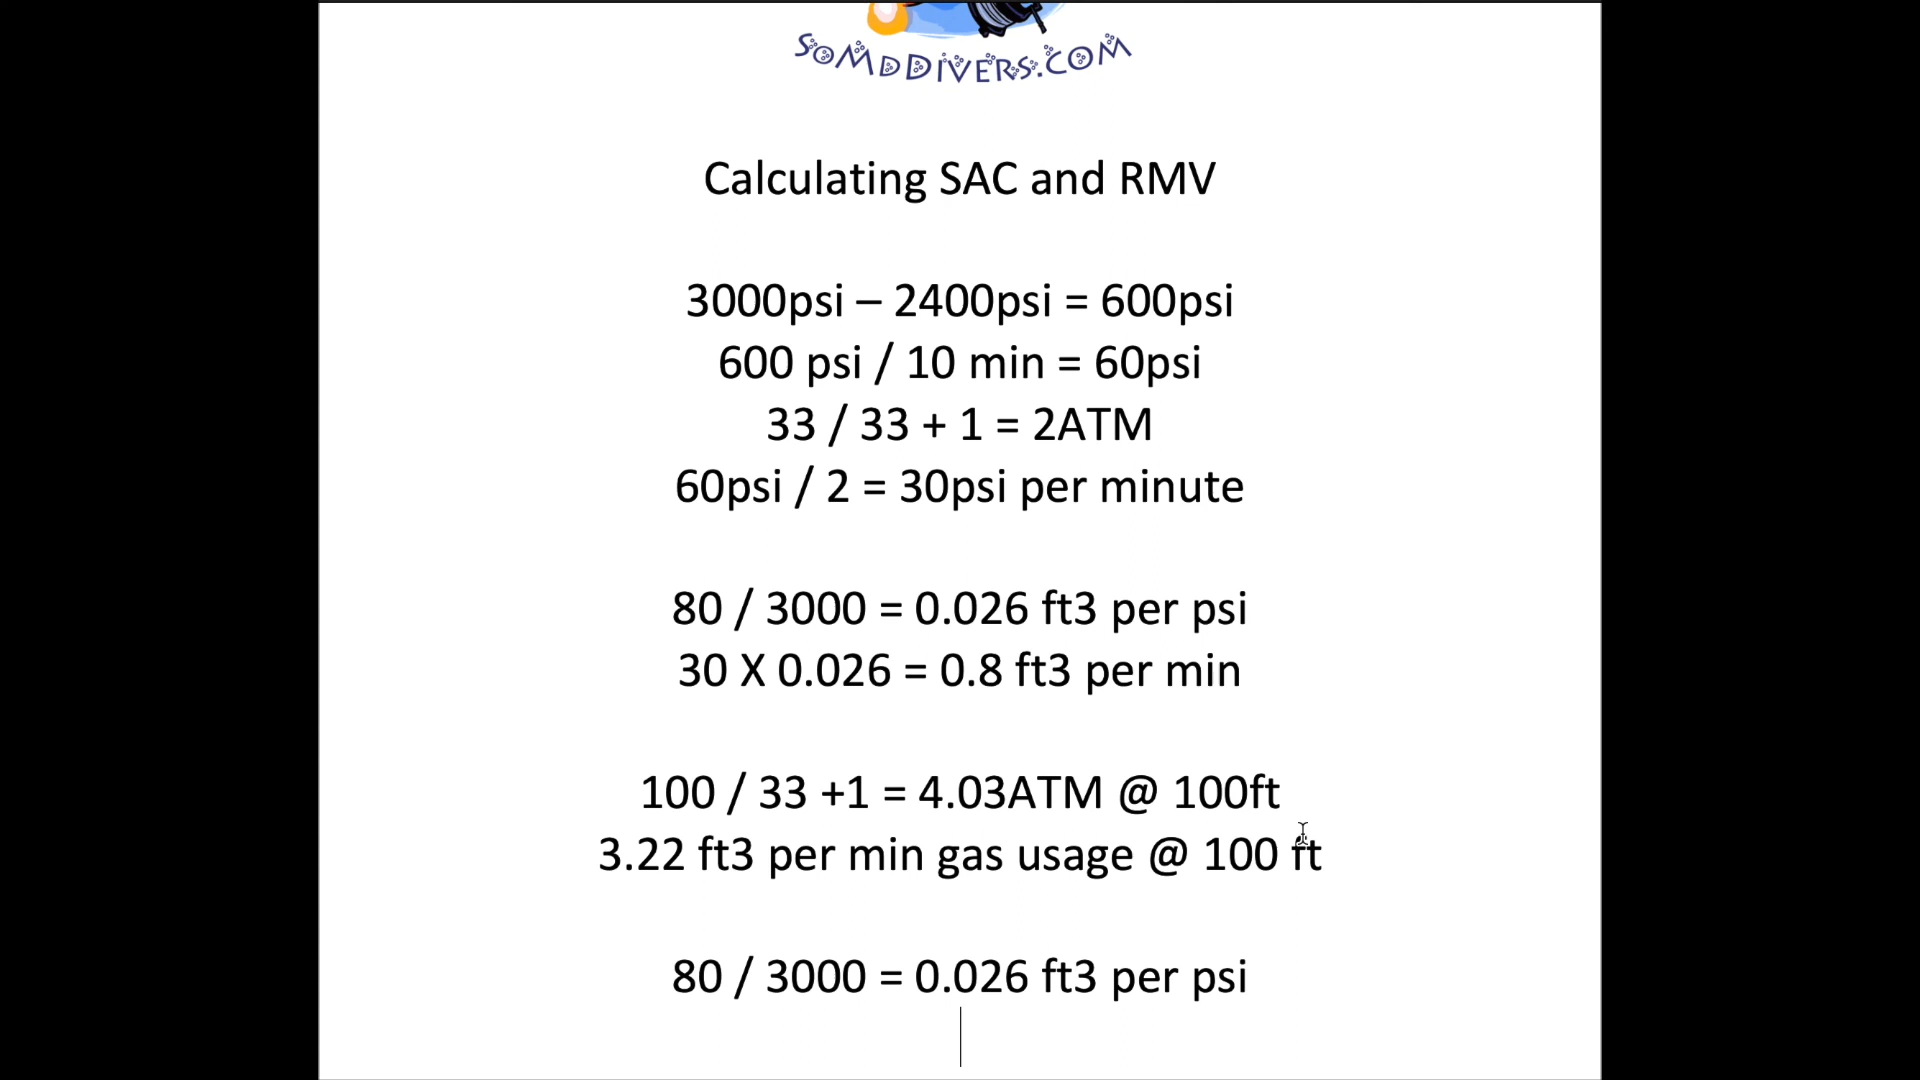 SOMDDIVERS.COM
Calculating SAC and RMV
3000psi – 2400psi = 600psi
600 psi / 10 min = 60psi
33 / 33 + 1 = 2ATM
60psi / 2 = 30psi per minute
80 / 3000 = 0.026 ft3 per psi
30 X 0.026 = 0.8 ft3 per min
100 / 33 +1 = 4.03ATM @ 100ft
3.22 ft3 per min gas usage @ 100 ft
80 / 3000 = 0.026 ft3 per psi